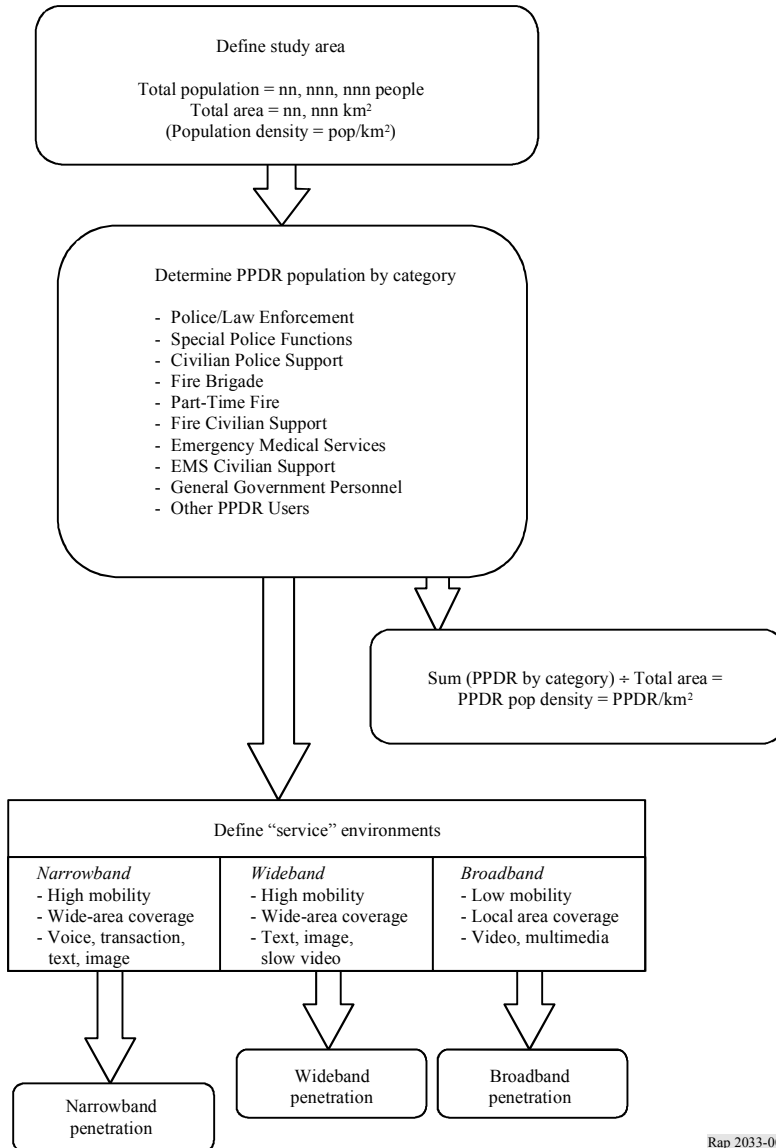 Define study area
Total population = nn, nnn, nnn people
Total area = nn, nnn km²
(Population density = pop/km²)
Determine PPDR population by category
- Police/Law Enforcement
- Special Police Functions
- Civilian Police Support
- Fire Brigade
- Part-Time Fire
- Fire Civilian Support
- Emergency Medical Services
- EMS Civilian Support
- General Government Personnel
- Other PPDR Users
Sum (PPDR by category) ÷ Total area =
PPDR pop density = PPDR/km²
Define “service” environments
Narrowband
- High mobility
- Wide-area coverage
- Voice, transaction,
text, image
Wideband
- High mobility
- Wide-area coverage
- Text, image,
slow video
Broadband
- Low mobility
- Local area coverage
- Video, multimedia
Narrowband
penetration
Wideband
penetration
Broadband
penetration
Rap 2033-0